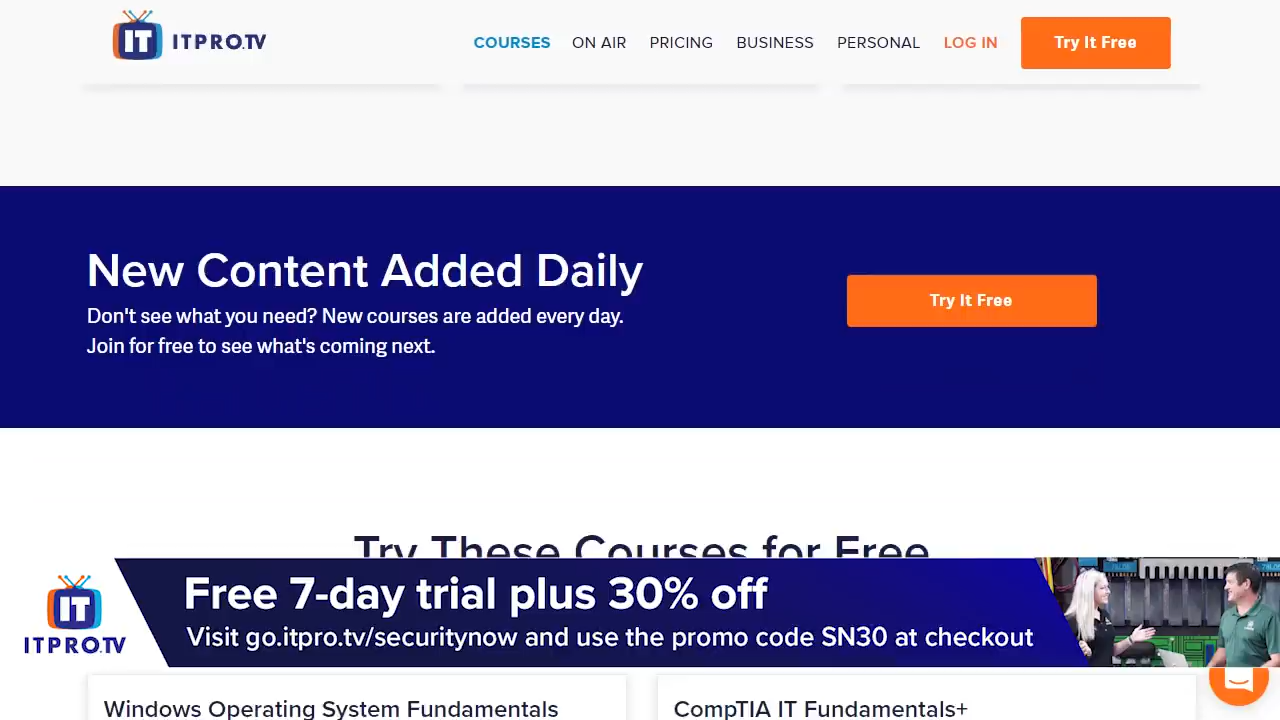 IT ITPRO.TV
COURSES ON AIR PRICING BUSINESS PERSONAL LOG IN Try It Free
New Content Added Daily
Don't see what you need? New courses are added every day.
Join for free to see what's coming next.
Try It Free
Try These Courses for Free
IT
ITPRO.TV
Free 7-day trial plus 30% off
Visit go.itpro.tv/securitynow and use the promo code SN30 at checkout
Windows Operating System Fundamentals
CompTIA IT Fundamentals+